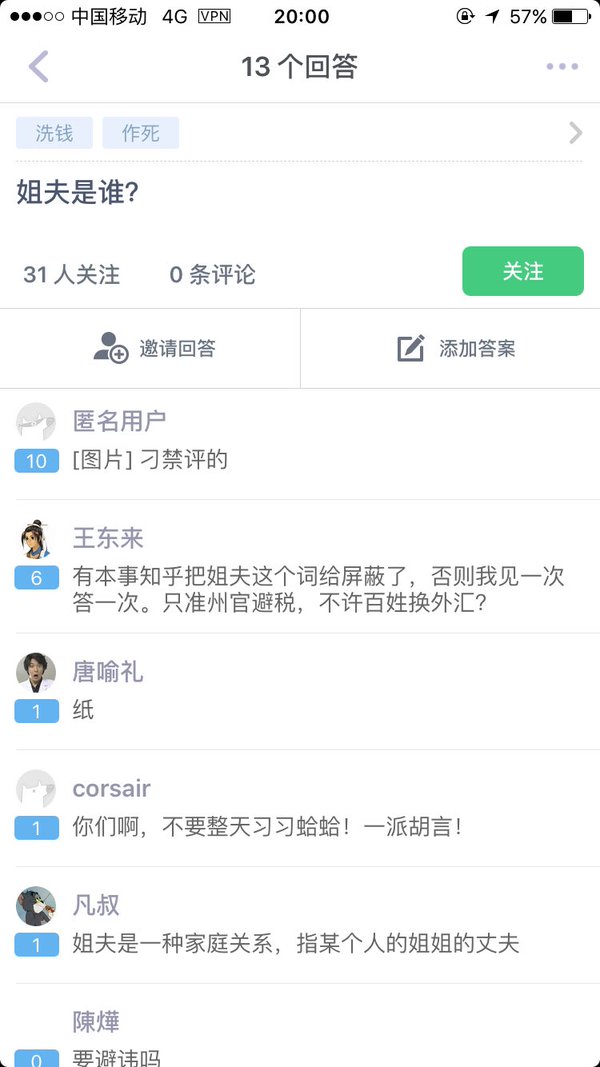 中国移动 4G VPN 20:00 57%
13 个回答
洗钱 作死
姐夫是谁?
31 人关注 0 条评论 关注
邀请回答 添加答案
匿名用户
10 [图片] 刁禁评的
王东来
6 有本事知乎把姐夫这个词给屏蔽了，否则我见一次
答一次。只准州官避税，不许百姓换外汇?
唐喻礼
1 纸
corsair
1 你们啊，不要整天习习蛤蛤！一派胡言！
凡叔
1 姐夫是一种家庭关系，指某个人的姐姐的丈夫
陳燁
0 要避讳吗